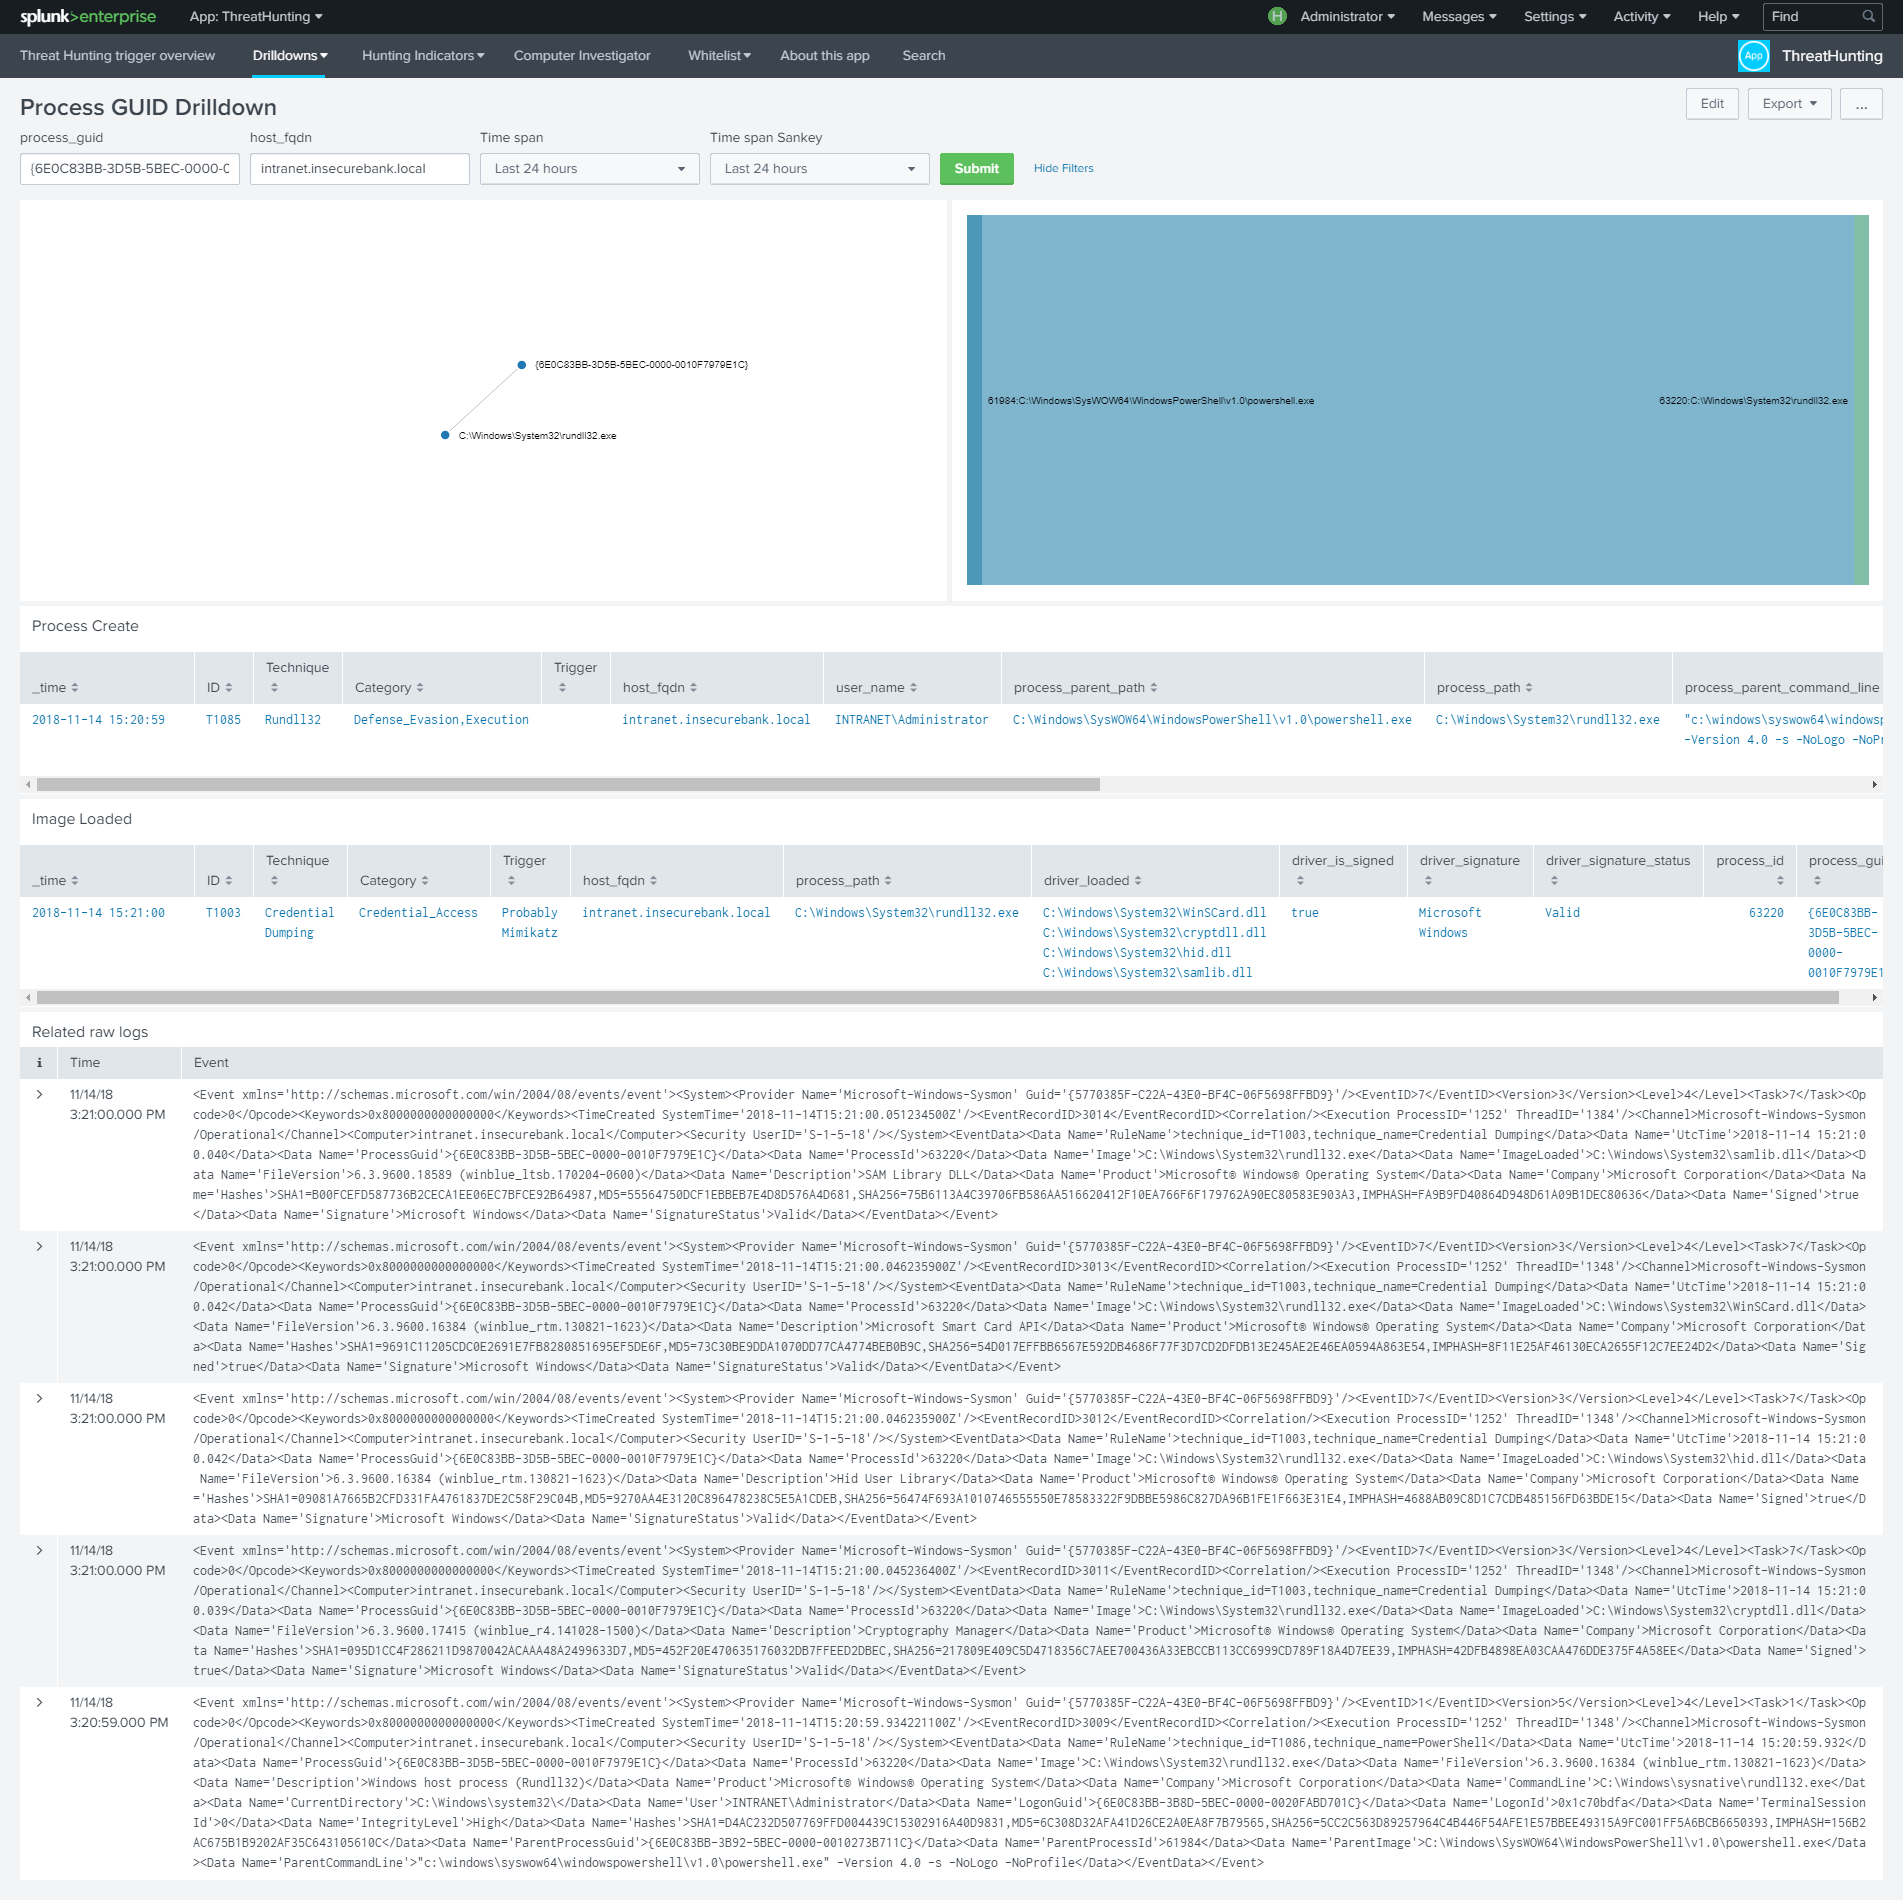 splunk>enterprise App: ThreatHunting Administrator Messages Settings Activity Help Find
Threat Hunting trigger overview Drilldowns Hunting Indicators Computer Investigator Whitelist About this app Search App ThreatHunting
Process GUID Drilldown Edit Export ...
process_guid host_fqdn Time span Time span Sankey
{6E0C83BB-3D5B-5BEC-0000-0 intranet.insecurebank.local Last 24 hours Last 24 hours Submit Hide Filters
{6E0C83BB-3D5B-5BEC-0000-0010F7979E1C}
C:\Windows\System32\rundll32.exe
61984:C:\Windows\SysWOW64\WindowsPowerShell\v1.0\powershell.exe 63220:C:\Windows\System32\rundll32.exe
Process Create
_time ID Technique Category Trigger host_fqdn user_name process_parent_path process_path process_parent_command_line
2018-11-14 15:20:59 T1085 Rundll32 Defense_Evasion,Execution intranet.insecurebank.local INTRANET\Administrator C:\Windows\SysWOW64\WindowsPowerShell\v1.0\powershell.exe C:\Windows\System32\rundll32.exe "c:\windows\syswow64\windowsp
-Version 4.0 -s -NoLogo -NoPr
Image Loaded
_time ID Technique Category Trigger host_fqdn process_path driver_loaded driver_is_signed driver_signature driver_signature_status process_id process_gui
2018-11-14 15:21:00 T1003 Credential Credential_Access Probably intranet.insecurebank.local C:\Windows\System32\rundll32.exe C:\Windows\System32\WinSCard.dll true Microsoft Valid 63220 {6E0C83BB-
Dumping Mimikatz C:\Windows\System32\cryptdll.dll Windows 3D5B-5BEC-
C:\Windows\System32\hid.dll 0000-
C:\Windows\System32\samlib.dll 0010F7979E1
Related raw logs
i Time Event
11/14/18 <Event xmlns='http://schemas.microsoft.com/win/2004/08/events/event'><System><Provider Name='Microsoft-Windows-Sysmon' Guid='{5770385F-C22A-43E0-BF4C-06F5698FFBD9}'/><EventID>7</EventID><Version>3</Version><Level>4</Level><Task>7</Task><Op
3:21:00.000 PM code>0</Opcode><Keywords>0x8000000000000000</Keywords><TimeCreated SystemTime='2018-11-14T15:21:00.051234500Z'/><EventRecordID>3014</EventRecordID><Correlation/><Execution ProcessID='1252' ThreadID='1384'/><Channel>Microsoft-Windows-Sysmon
/Operational</Channel><Computer>intranet.insecurebank.local</Computer><Security UserID='S-1-5-18'/></System><EventData><Data Name='RuleName'>technique_id=T1003,technique_name=Credential Dumping</Data><Data Name='UtcTime'>2018-11-14 15:21:0
0.040</Data><Data Name='ProcessGuid'>{6E0C83BB-3D5B-5BEC-0000-0010F7979E1C}</Data><Data Name='ProcessId'>63220</Data><Data Name='Image'>C:\Windows\System32\rundll32.exe</Data><Data Name='ImageLoaded'>C:\Windows\System32\samlib.dll</Data><D
ata Name='FileVersion'>6.3.9600.18589 (winblue_ltsb.170204-0600)</Data><Data Name='Description'>SAM Library DLL</Data><Data Name='Product'>Microsoft® Windows® Operating System</Data><Data Name='Company'>Microsoft Corporation</Data><Data Na
me='Hashes'>SHA1=B00FCEFD587736B2CECA1EE06EC7BFCE92B64987,MD5=55564750DCF1EBBEB7E4D8D576A4D681,SHA256=75B6113A4C39706FB586AA516620412F10EA766F6F179762A90EC80583E903A3,IMPHASH=FA9B9FD40864D948D61A09B1DEC80636</Data><Data Name='Signed'>true
</Data><Data Name='Signature'>Microsoft Windows</Data><Data Name='SignatureStatus'>Valid</Data></EventData></Event>
11/14/18 <Event xmlns='http://schemas.microsoft.com/win/2004/08/events/event'><System><Provider Name='Microsoft-Windows-Sysmon' Guid='{5770385F-C22A-43E0-BF4C-06F5698FFBD9}'/><EventID>7</EventID><Version>3</Version><Level>4</Level><Task>7</Task><Op
3:21:00.000 PM code>0</Opcode><Keywords>0x8000000000000000</Keywords><TimeCreated SystemTime='2018-11-14T15:21:00.046235900Z'/><EventRecordID>3013</EventRecordID><Correlation/><Execution ProcessID='1252' ThreadID='1348'/><Channel>Microsoft-Windows-Sysmon
/Operational</Channel><Computer>intranet.insecurebank.local</Computer><Security UserID='S-1-5-18'/></System><EventData><Data Name='RuleName'>technique_id=T1003,technique_name=Credential Dumping</Data><Data Name='UtcTime'>2018-11-14 15:21:0
0.042</Data><Data Name='ProcessGuid'>{6E0C83BB-3D5B-5BEC-0000-0010F7979E1C}</Data><Data Name='ProcessId'>63220</Data><Data Name='Image'>C:\Windows\System32\rundll32.exe</Data><Data Name='ImageLoaded'>C:\Windows\System32\WinSCard.dll</Data>
<Data Name='FileVersion'>6.3.9600.16384 (winblue_rtm.130821-1623)</Data><Data Name='Description'>Microsoft Smart Card API</Data><Data Name='Product'>Microsoft® Windows® Operating System</Data><Data Name='Company'>Microsoft Corporation</Dat
a><Data Name='Hashes'>SHA1=9691C11205CDC0E2691E7FB8280851695EF5DE6F,MD5=73C30BE9DDA1070DD77CA4774BEB0B9C,SHA256=54D017EFFBB6567E592DB4686F77F3D7CD2DFDB13E245AE2E46EA0594A863E54,IMPHASH=8F11E25AF46130ECA2655F12C7EE24D2</Data><Data Name='Sig
ned'>true</Data><Data Name='Signature'>Microsoft Windows</Data><Data Name='SignatureStatus'>Valid</Data></EventData></Event>
11/14/18 <Event xmlns='http://schemas.microsoft.com/win/2004/08/events/event'><System><Provider Name='Microsoft-Windows-Sysmon' Guid='{5770385F-C22A-43E0-BF4C-06F5698FFBD9}'/><EventID>7</EventID><Version>3</Version><Level>4</Level><Task>7</Task><Op
3:21:00.000 PM code>0</Opcode><Keywords>0x8000000000000000</Keywords><TimeCreated SystemTime='2018-11-14T15:21:00.046235900Z'/><EventRecordID>3012</EventRecordID><Correlation/><Execution ProcessID='1252' ThreadID='1348'/><Channel>Microsoft-Windows-Sysmon
/Operational</Channel><Computer>intranet.insecurebank.local</Computer><Security UserID='S-1-5-18'/></System><EventData><Data Name='RuleName'>technique_id=T1003,technique_name=Credential Dumping</Data><Data Name='UtcTime'>2018-11-14 15:21:0
0.042</Data><Data Name='ProcessGuid'>{6E0C83BB-3D5B-5BEC-0000-0010F7979E1C}</Data><Data Name='ProcessId'>63220</Data><Data Name='Image'>C:\Windows\System32\rundll32.exe</Data><Data Name='ImageLoaded'>C:\Windows\System32\hid.dll</Data><Data
Name='FileVersion'>6.3.9600.16384 (winblue_rtm.130821-1623)</Data><Data Name='Description'>Hid User Library</Data><Data Name='Product'>Microsoft® Windows® Operating System</Data><Data Name='Company'>Microsoft Corporation</Data><Data Name
='Hashes'>SHA1=09081A7665B2CFD331FA4761837DE2C58F29C04B,MD5=9270AA4E3120C896478238C5E5A1CDEB,SHA256=56474F693A1010746555550E78583322F9DBBE5986C827DA96B1FE1F663E31E4,IMPHASH=4688AB09C8D1C7CDB485156FD63BDE15</Data><Data Name='Signed'>true</D
ata><Data Name='Signature'>Microsoft Windows</Data><Data Name='SignatureStatus'>Valid</Data></EventData></Event>
11/14/18 <Event xmlns='http://schemas.microsoft.com/win/2004/08/events/event'><System><Provider Name='Microsoft-Windows-Sysmon' Guid='{5770385F-C22A-43E0-BF4C-06F5698FFBD9}'/><EventID>7</EventID><Version>3</Version><Level>4</Level><Task>7</Task><Op
3:21:00.000 PM code>0</Opcode><Keywords>0x8000000000000000</Keywords><TimeCreated SystemTime='2018-11-14T15:21:00.045236400Z'/><EventRecordID>3011</EventRecordID><Correlation/><Execution ProcessID='1252' ThreadID='1348'/><Channel>Microsoft-Windows-Sysmon
/Operational</Channel><Computer>intranet.insecurebank.local</Computer><Security UserID='S-1-5-18'/></System><EventData><Data Name='RuleName'>technique_id=T1003,technique_name=Credential Dumping</Data><Data Name='UtcTime'>2018-11-14 15:21:0
0.039</Data><Data Name='ProcessGuid'>{6E0C83BB-3D5B-5BEC-0000-0010F7979E1C}</Data><Data Name='ProcessId'>63220</Data><Data Name='Image'>C:\Windows\System32\rundll32.exe</Data><Data Name='ImageLoaded'>C:\Windows\System32\cryptdll.dll</Data>
<Data Name='FileVersion'>6.3.9600.17415 (winblue_r4.141028-1500)</Data><Data Name='Description'>Cryptography Manager</Data><Data Name='Product'>Microsoft® Windows® Operating System</Data><Data Name='Company'>Microsoft Corporation</Data><Da
ta Name='Hashes'>SHA1=095D1CC4F286211D9870042ACAAA48A2499633D7,MD5=452F20E470635176032DB7FFEED2DBEC,SHA256=217809E409C5D4718356C7AEE700436A33EBCCB113CC6999CD789F18A4D7EE39,IMPHASH=42DFB4898EA03CAA476DDE375F4A58EE</Data><Data Name='Signed'>
true</Data><Data Name='Signature'>Microsoft Windows</Data><Data Name='SignatureStatus'>Valid</Data></EventData></Event>
11/14/18 <Event xmlns='http://schemas.microsoft.com/win/2004/08/events/event'><System><Provider Name='Microsoft-Windows-Sysmon' Guid='{5770385F-C22A-43E0-BF4C-06F5698FFBD9}'/><EventID>1</EventID><Version>5</Version><Level>4</Level><Task>1</Task><Op
3:20:59.000 PM code>0</Opcode><Keywords>0x8000000000000000</Keywords><TimeCreated SystemTime='2018-11-14T15:20:59.934221100Z'/><EventRecordID>3009</EventRecordID><Correlation/><Execution ProcessID='1252' ThreadID='1348'/><Channel>Microsoft-Windows-Sysmon
/Operational</Channel><Computer>intranet.insecurebank.local</Computer><Security UserID='S-1-5-18'/></System><EventData><Data Name='RuleName'>technique_id=T1086,technique_name=PowerShell</Data><Data Name='UtcTime'>2018-11-14 15:20:59.932</D
ata><Data Name='ProcessGuid'>{6E0C83BB-3D5B-5BEC-0000-0010F7979E1C}</Data><Data Name='ProcessId'>63220</Data><Data Name='Image'>C:\Windows\System32\rundll32.exe</Data><Data Name='FileVersion'>6.3.9600.16384 (winblue_rtm.130821-1623)</Data>
<Data Name='Description'>Windows host process (Rundll32)</Data><Data Name='Product'>Microsoft® Windows® Operating System</Data><Data Name='Company'>Microsoft Corporation</Data><Data Name='CommandLine'>C:\Windows\sysnative\rundll32.exe</Dat
a><Data Name='CurrentDirectory'>C:\Windows\system32\</Data><Data Name='User'>INTRANET\Administrator</Data><Data Name='LogonGuid'>{6E0C83BB-3B8D-5BEC-0000-0020FABD701C}</Data><Data Name='LogonId'>0x1c70bdfa</Data><Data Name='TerminalSession
Id'>0</Data><Data Name='IntegrityLevel'>High</Data><Data Name='Hashes'>SHA1=D4AC232D507769FFD004439C15302916A40D9831,MD5=6C308D32AFA41D26CE2A0EA8F7B79565,SHA256=5CC2C563D89257964C4B446F54AFE1E57BBEE49315A9FC001FF5A6BCB6650393,IMPHASH=156B2
AC675B1B9202AF35C643105610C</Data><Data Name='ParentProcessGuid'>{6E0C83BB-3B92-5BEC-0000-0010273B711C}</Data><Data Name='ParentProcessId'>61984</Data><Data Name='ParentImage'>C:\Windows\SysWOW64\WindowsPowerShell\v1.0\powershell.exe</Data
><Data Name='ParentCommandLine'>"c:\windows\syswow64\windowspowershell\v1.0\powershell.exe" -Version 4.0 -s -NoLogo -NoProfile</Data></EventData></Event>